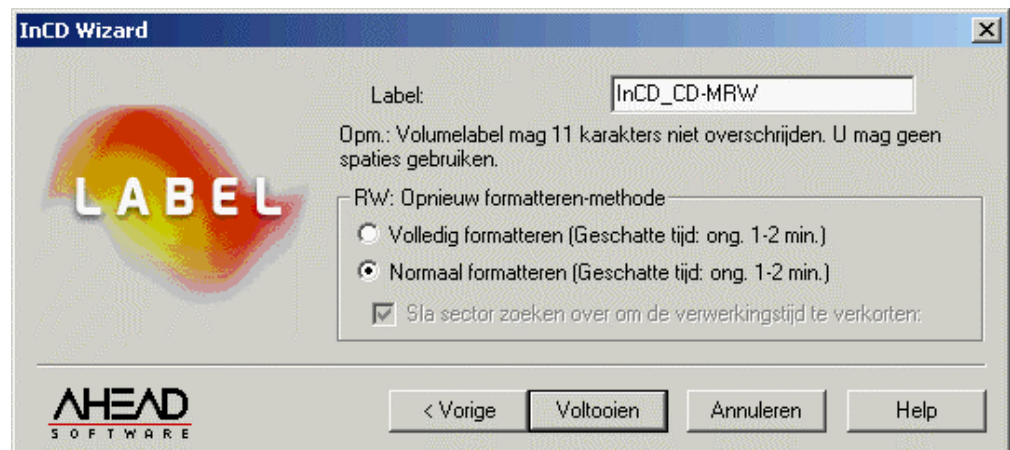 InCD Wizard
Label:
InCD_CD-MRW
Opm.: Volumelabel mag 11 karakters niet overschrijden. U mag geen
spaties gebruiken.
LABEL
RW: Opnieuw formatteren-methode
Volledig formatteren (Geschatte tijd: ong. 1-2 min.)
Normaal formatteren (Geschatte tijd: ong. 1-2 min.)
Sla sector zoeken over om de verwerkingstijd te verkorten:
AHEAD
SOFTWARE
< Vorige
Voltooien
Annuleren
Help